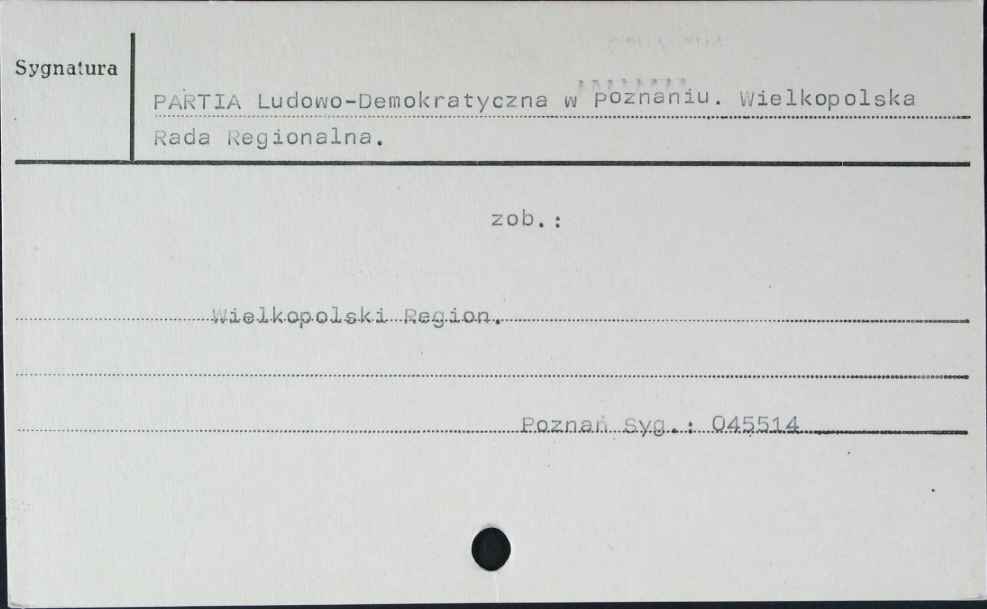 Sygnatura
PARTIA Ludowo-Demokratyczna w Poznaniu. Wielkopolska
Rada Regionalna.
zob.:
Wielkopolski Region.
Poznań Syg.: 045514